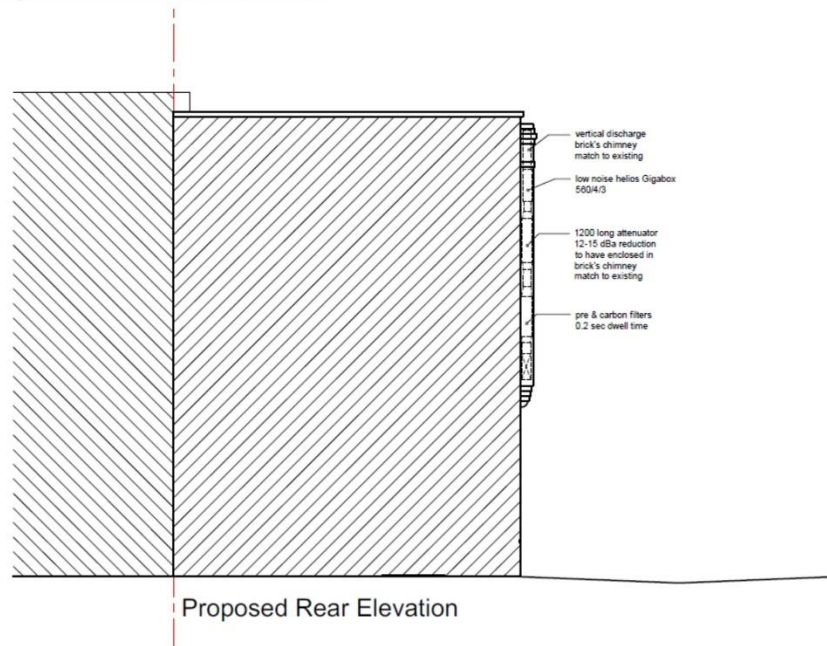 vertical discharge
brick's chimney
match to existing
low noise helios Gigabox
560/4/3
1200 long attenuator
12-15 dBa reduction
to have enclosed in
brick's chimney
match to existing
pre & carbon filters
0.2 sec dwell time
Proposed Rear Elevation